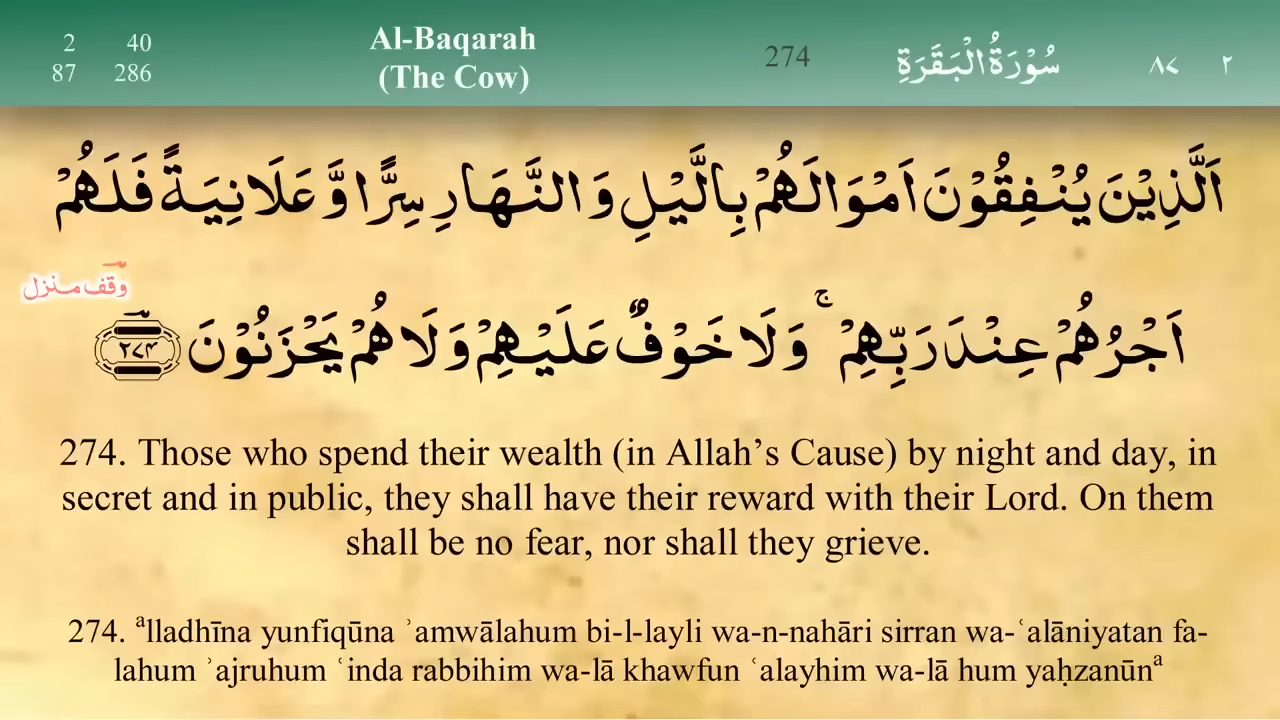 2 40
87 286
Al-Baqarah
(The Cow)
274
سُوْرَةُ الْبَقَرَةِ
٨٧ ٢
اَلَّذِيْنَ يُنْفِقُوْنَ اَمْوَالَهُمْ بِالَّيْلِ وَالنَّهَارِ سِرًّا وَّعَلَانِيَةً فَلَهُمْ
وقف منزل
اَجْرُهُمْ عِنْدَ رَبِّهِمْ ۚ وَلَا خَوْفٌ عَلَيْهِمْ وَلَا هُمْ يَحْزَنُوْنَ ٢٧٤
274. Those who spend their wealth (in Allah’s Cause) by night and day, in
secret and in public, they shall have their reward with their Lord. On them
shall be no fear, nor shall they grieve.
274. ᵃlladhīna yunfiqūna ʾamwālahum bi-l-layli wa-n-nahāri sirran wa-ʿalāniyatan fa-
lahum ʾajruhum ʿinda rabbihim wa-lā khawfun ʿalayhim wa-lā hum yaḥzanūnᵃ